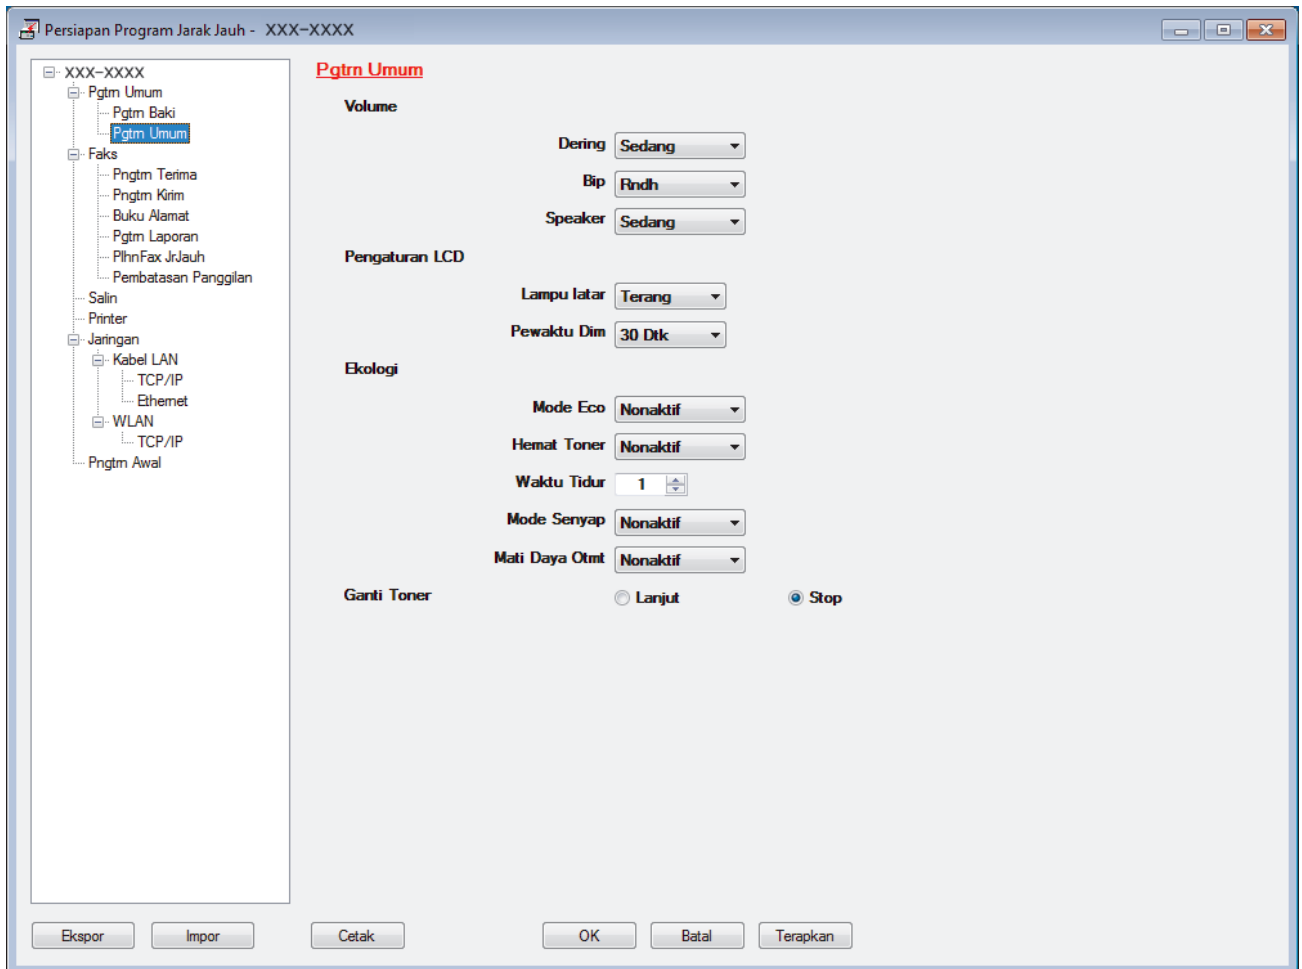 Persiapan Program Jarak Jauh - XXX-XXXX
XXX-XXXX
Pgtrn Umum
Pgtrn Baki
Pgtrn Umum
Faks
Pngtrn Terima
Pngtrn Kirim
Buku Alamat
Pgtrn Laporan
PlhnFax JrJauh
Pembatasan Panggilan
Salin
Printer
Jaringan
Kabel LAN
TCP/IP
Ethernet
WLAN
TCP/IP
Pngtrn Awal
Pgtrn Umum
Volume
Dering Sedang
Bip Rndh
Speaker Sedang
Pengaturan LCD
Lampu latar Terang
Pewaktu Dim 30 Dtk
Ekologi
Mode Eco Nonaktif
Hemat Toner Nonaktif
Waktu Tidur 1
Mode Senyap Nonaktif
Mati Daya Otmt Nonaktif
Ganti Toner Lanjut Stop
Ekspor Impor Cetak OK Batal Terapkan